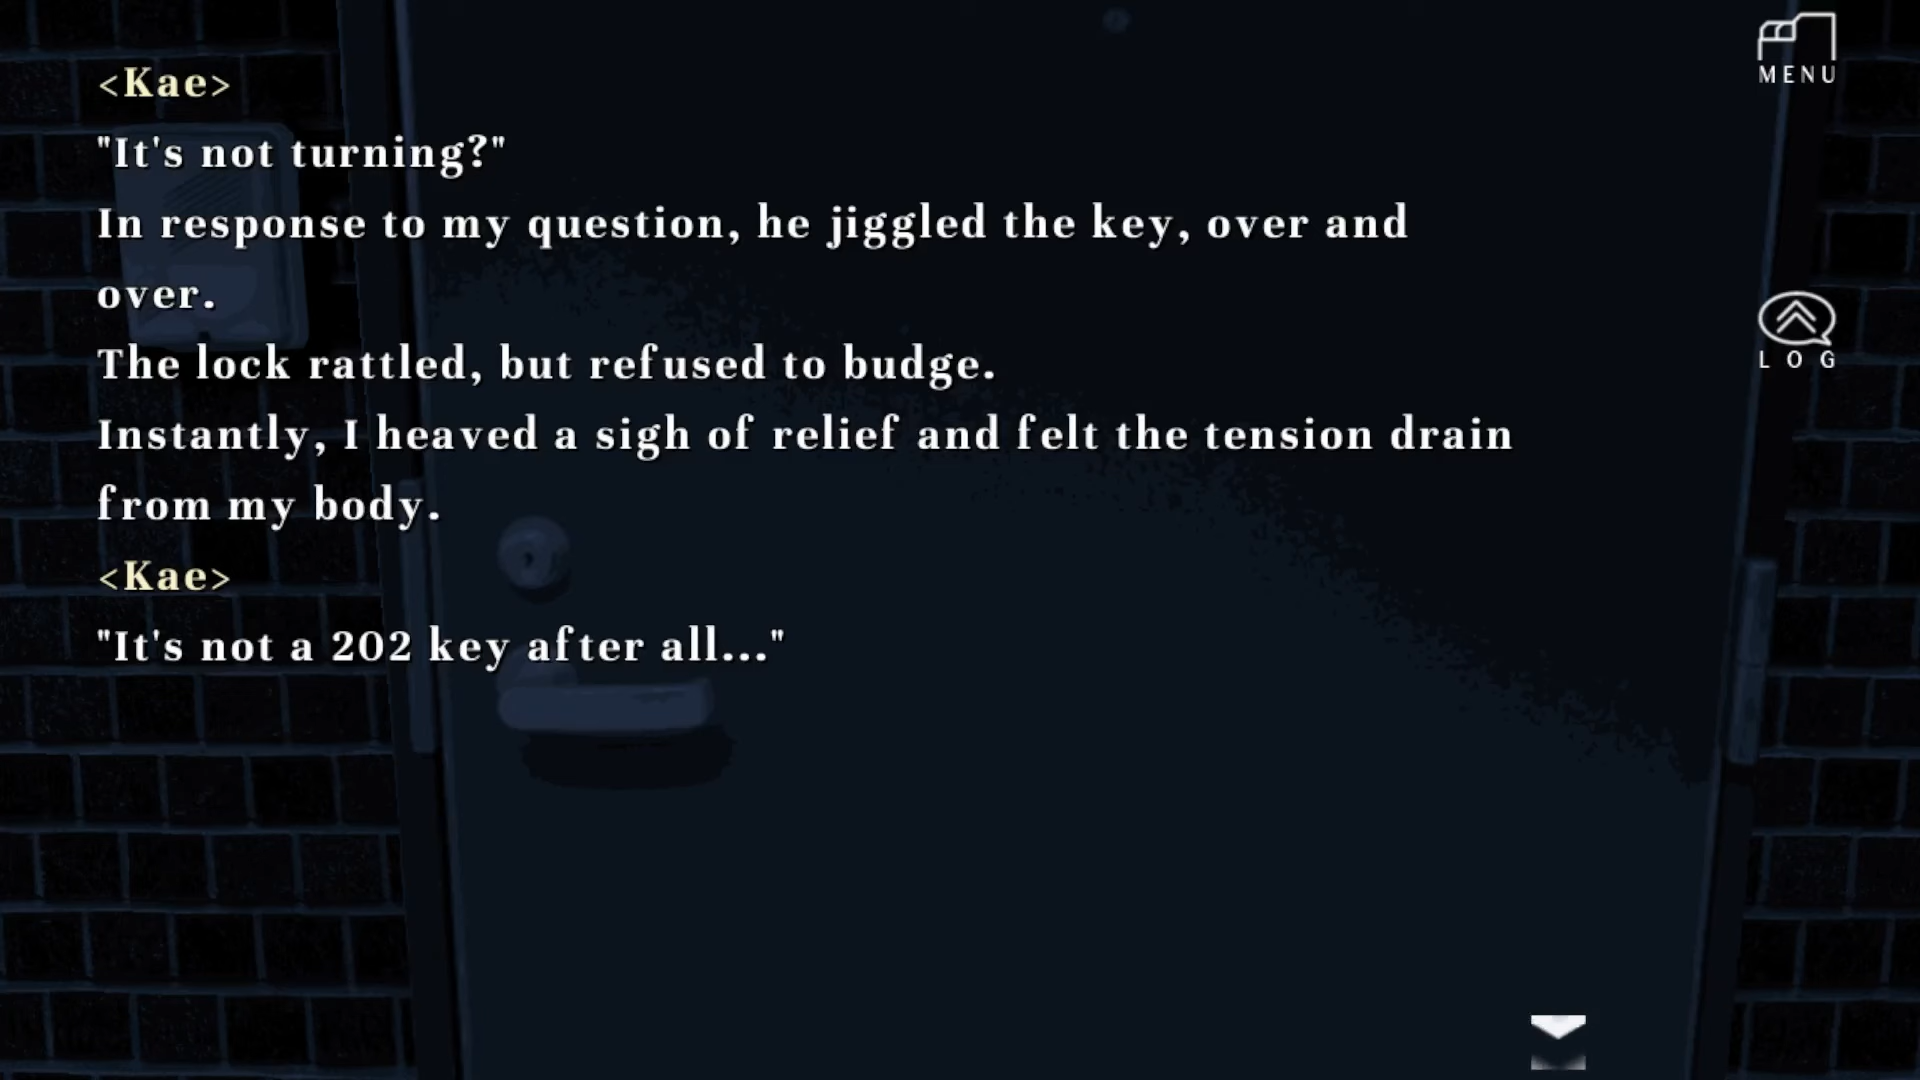 <Kae>
"It's not turning?"
In response to my question, he jiggled the key, over and
over.
The lock rattled, but refused to budge.
Instantly, I heaved a sigh of relief and felt the tension drain
from my body.
<Kae>
"It's not a 202 key after all..."
MENU
LOG